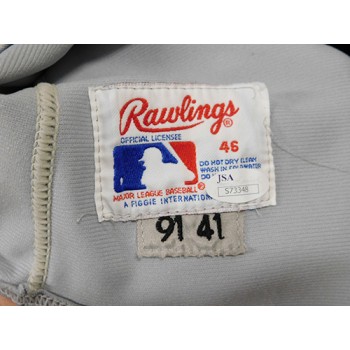 Rawlings®
OFFICIAL LICENSEE
46
DO NOT DRY CLEAN
WASH IN COLD WATER
DO
JSA
S73348
MAJOR LEAGUE BASEBALL®
A FIGGIE INTERNATION
91 41